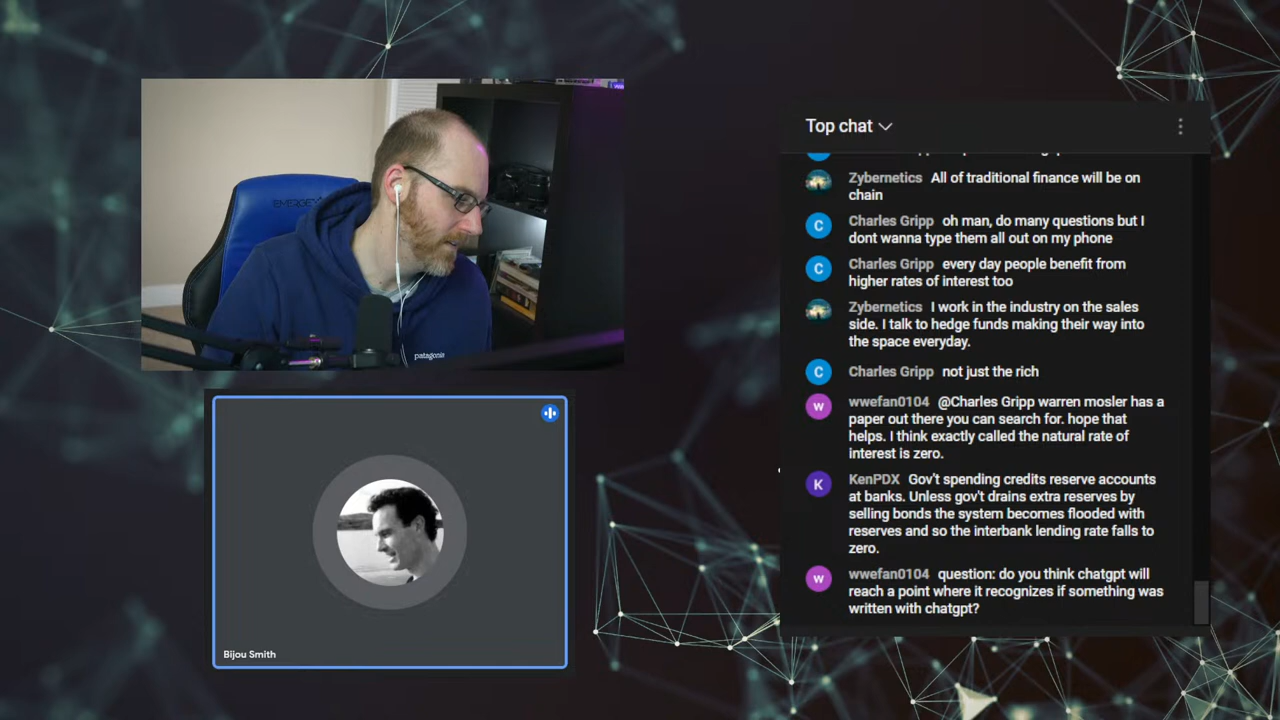 EMERGE
patagonia
Bijou Smith
Top chat
Zybernetics All of traditional finance will be on
chain
C
Charles Gripp oh man, do many questions but I
dont wanna type them all out on my phone
C
Charles Gripp every day people benefit from
higher rates of interest too
Zybernetics I work in the industry on the sales
side. I talk to hedge funds making their way into
the space everyday.
C
Charles Gripp not just the rich
w
wwefan0104 @Charles Gripp warren mosler has a
paper out there you can search for. hope that
helps. I think exactly called the natural rate of
interest is zero.
K
KenPDX Gov't spending credits reserve accounts
at banks. Unless gov't drains extra reserves by
selling bonds the system becomes flooded with
reserves and so the interbank lending rate falls to
zero.
w
wwefan0104 question: do you think chatgpt will
reach a point where it recognizes if something was
written with chatgpt?